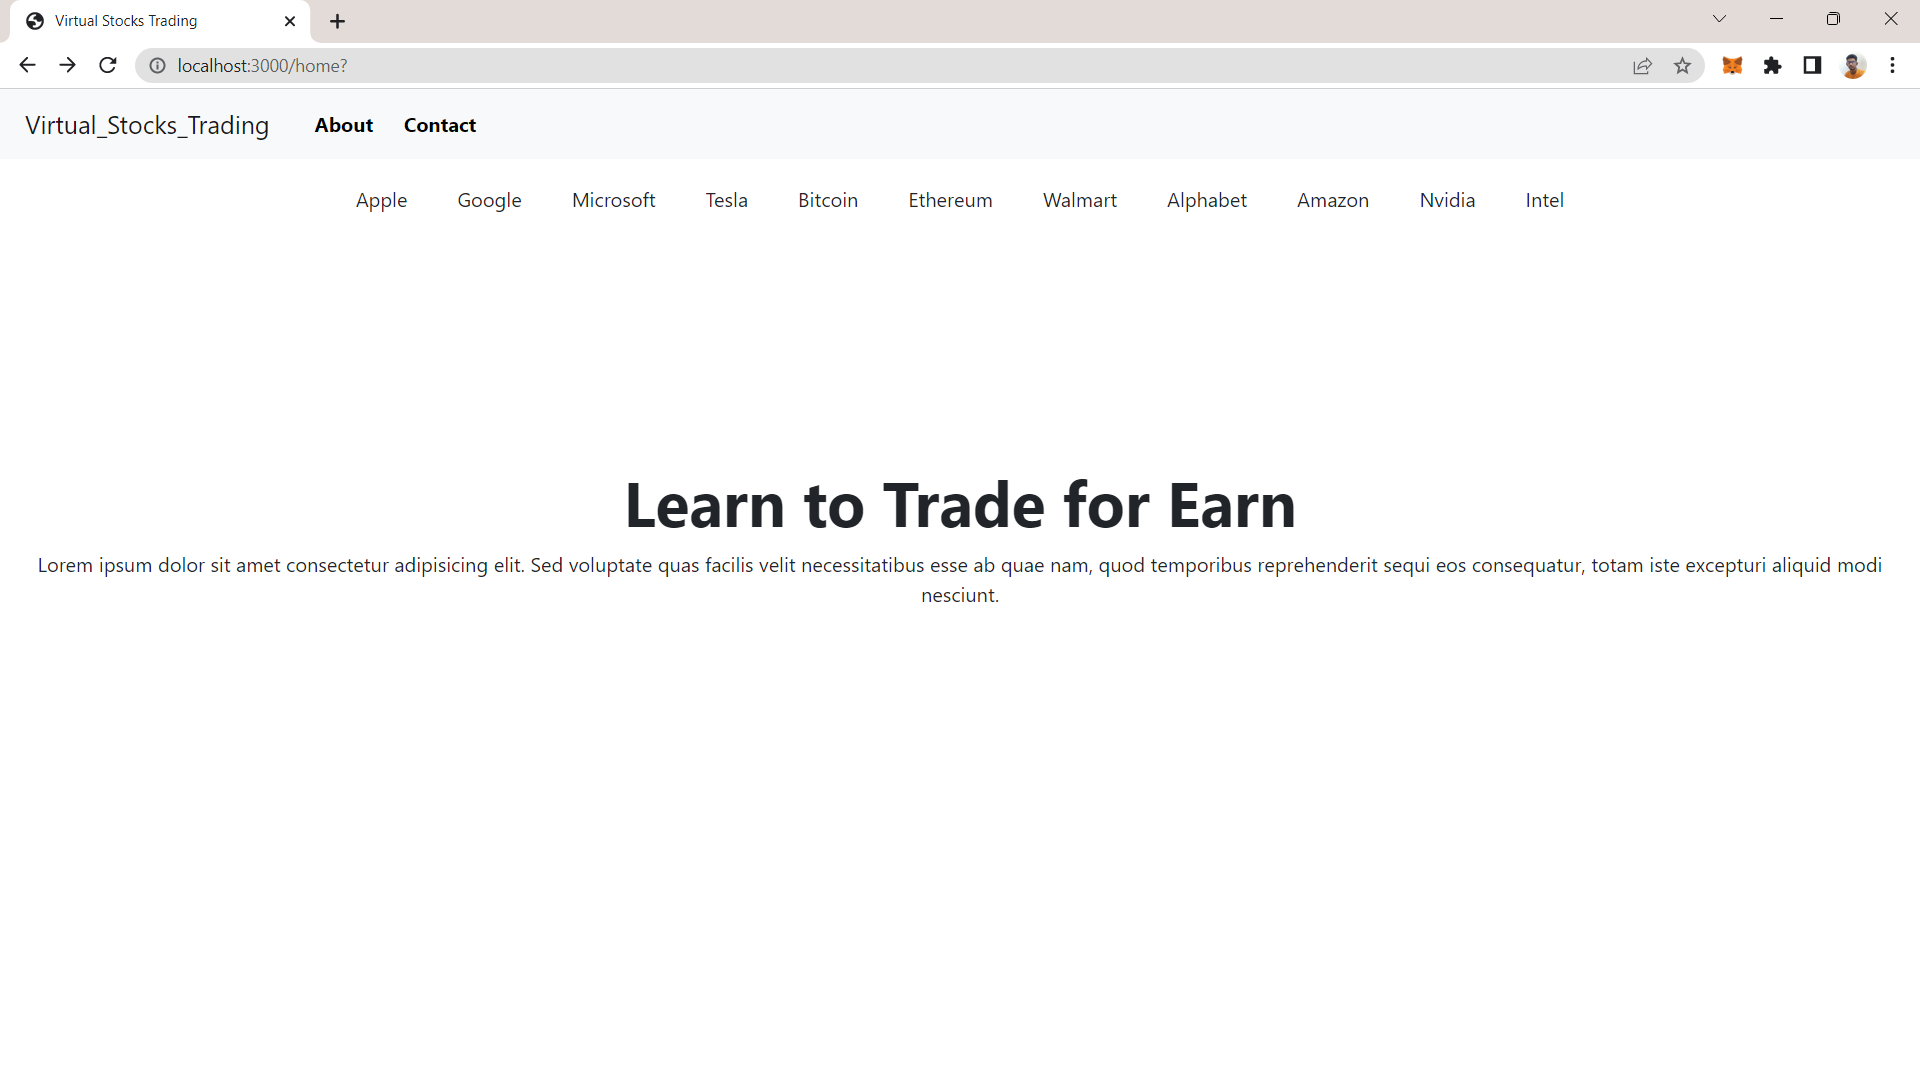 Virtual Stocks Trading
localhost:3000/home?
Virtual_Stocks_Trading About Contact
Apple Google Microsoft Tesla Bitcoin Ethereum Walmart Alphabet Amazon Nvidia Intel
Learn to Trade for Earn
Lorem ipsum dolor sit amet consectetur adipisicing elit. Sed voluptate quas facilis velit necessitatibus esse ab quae nam, quod temporibus reprehenderit sequi eos consequatur, totam iste excepturi aliquid modi
nesciunt.